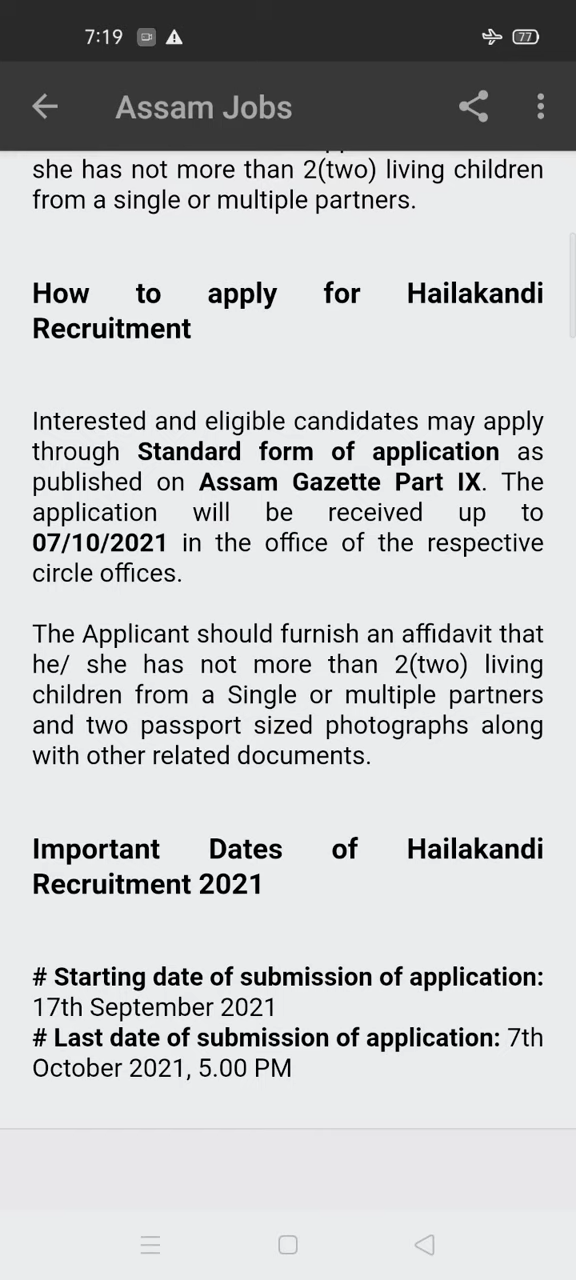 7:19
77
Assam Jobs
she has not more than 2(two) living children
from a single or multiple partners.
How to apply for Hailakandi
Recruitment
Interested and eligible candidates may apply
through Standard form of application as
published on Assam Gazette Part IX. The
application will be received up to
07/10/2021 in the office of the respective
circle offices.
The Applicant should furnish an affidavit that
he/ she has not more than 2(two) living
children from a Single or multiple partners
and two passport sized photographs along
with other related documents.
Important Dates of Hailakandi
Recruitment 2021
# Starting date of submission of application:
17th September 2021
# Last date of submission of application: 7th
October 2021, 5.00 PM